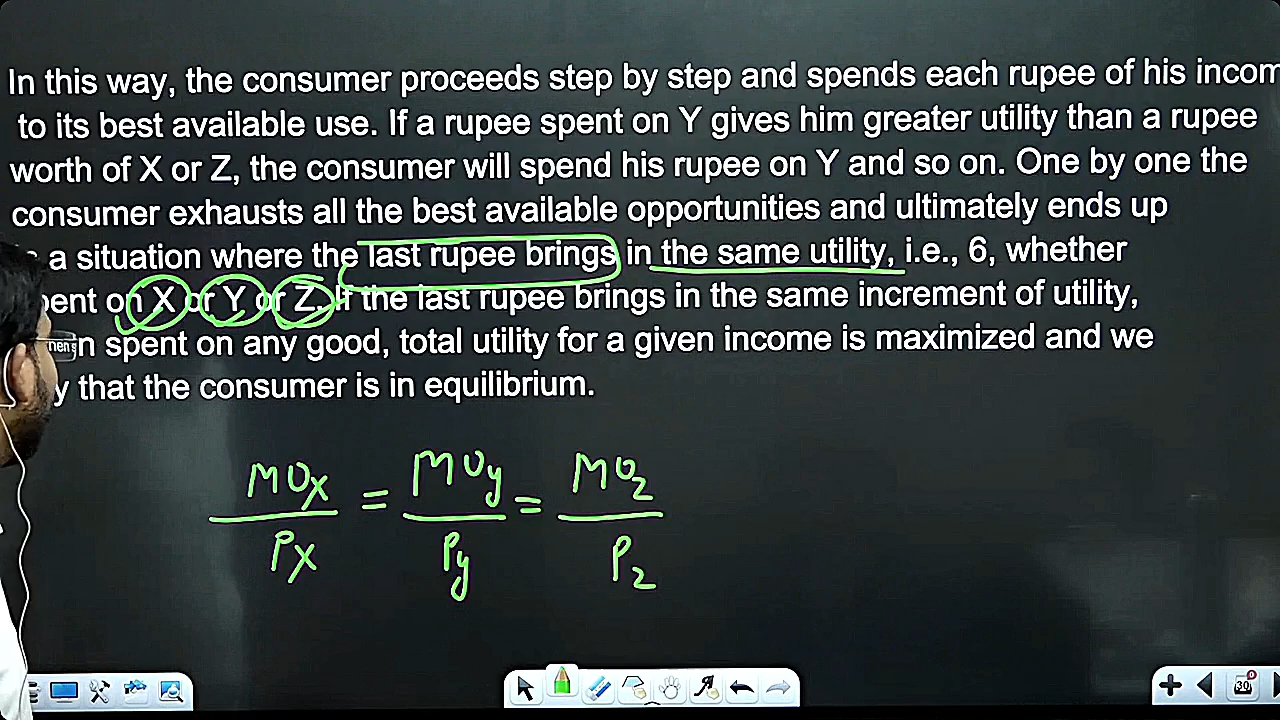 In this way, the consumer proceeds step by step and spends each rupee of his incom
to its best available use. If a rupee spent on Y gives him greater utility than a rupee
worth of X or Z, the consumer will spend his rupee on Y and so on. One by one the
consumer exhausts all the best available opportunities and ultimately ends up
a situation where the last rupee brings in the same utility, i.e., 6, whether
pent on X or Y or Z. If the last rupee brings in the same increment of utility,
n spent on any good, total utility for a given income is maximized and we
y that the consumer is in equilibrium.
MUx = MUy = MUz
Px Py Pz
30